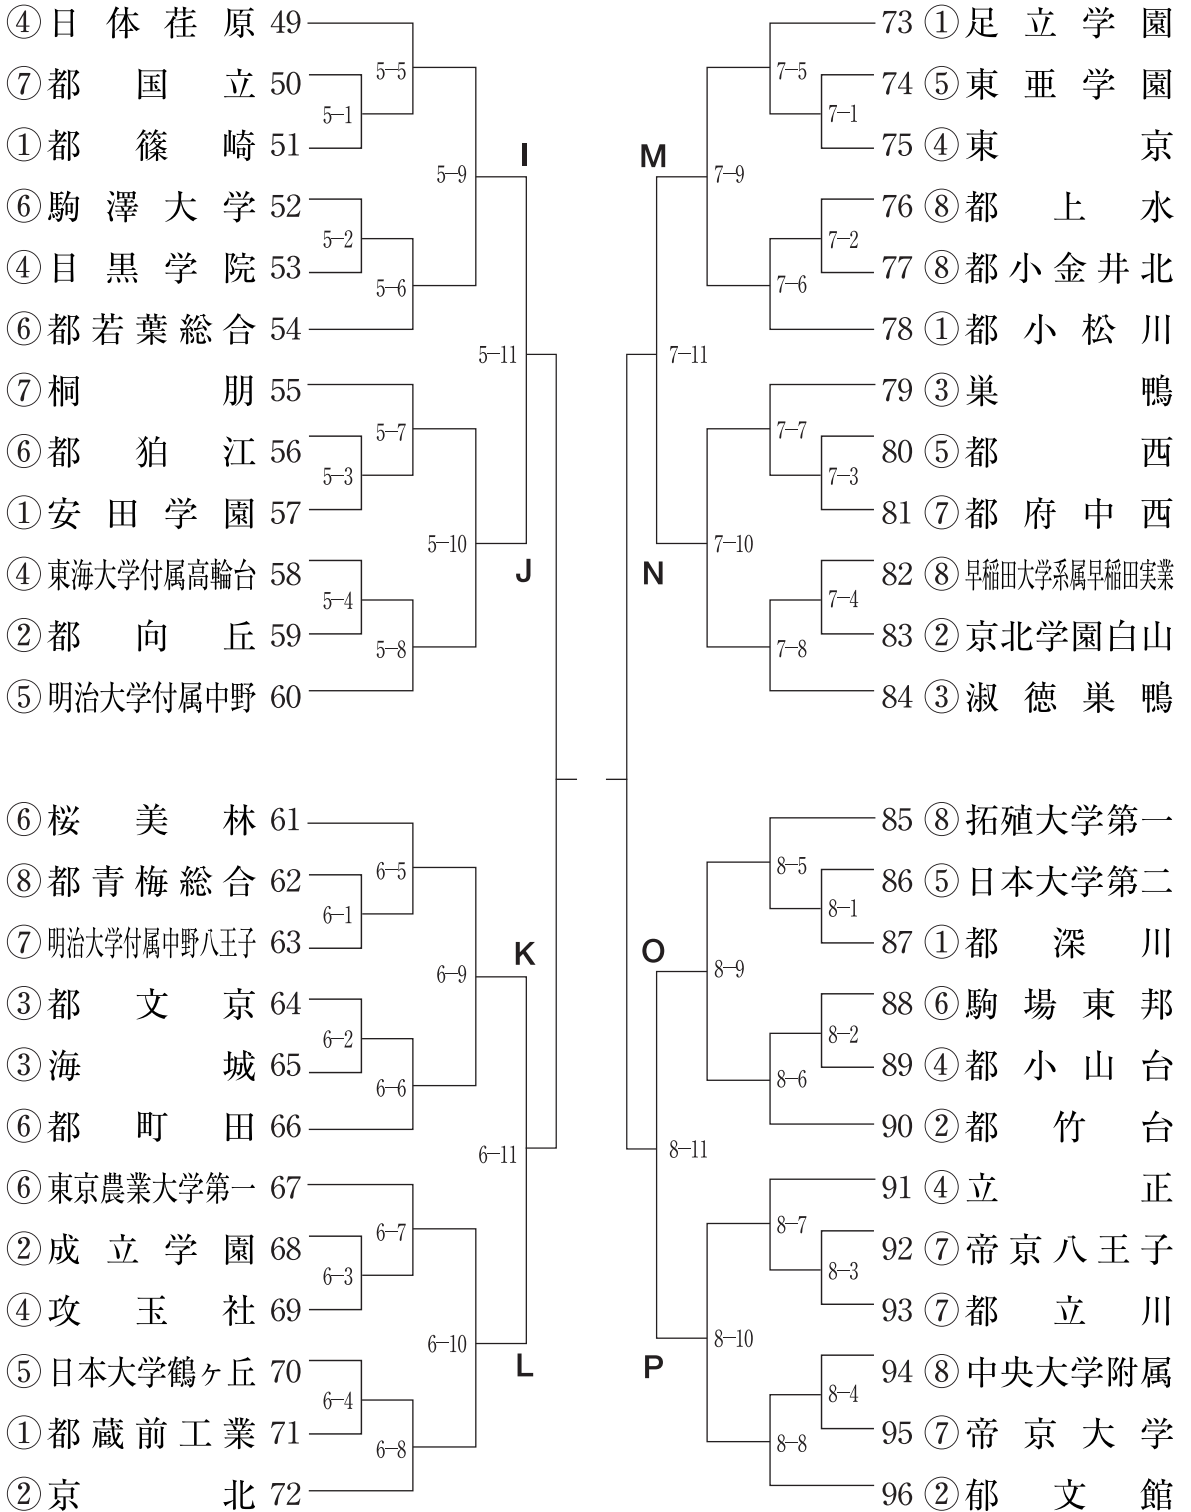 ④日体荏原 49
⑦都国立 50
①都篠崎 51
⑥駒澤大学 52
④目黒学院 53
⑥都若葉総合 54
⑦桐朋 55
⑥都狛江 56
①安田学園 57
④東海大学付属高輪台 58
②都向丘 59
⑤明治大学付属中野 60
5-5
5-1
5-9
5-2
5-6
5-11
5-7
5-3
5-10
5-4
5-8
I
J
⑥桜美林 61
⑧都青梅総合 62
⑦明治大学付属中野八王子 63
③都文京 64
③海城 65
⑥都町田 66
⑥東京農業大学第一 67
②成立学園 68
④攻玉社 69
⑤日本大学鶴ヶ丘 70
①都蔵前工業 71
②京北 72
6-5
6-1
6-9
6-2
6-6
6-11
6-7
6-3
6-10
6-4
6-8
K
L
73 ①足立学園
74 ⑤東亜学園
75 ④東京
76 ⑧都上水
77 ⑧都小金井北
78 ①都小松川
79 ③巣鴨
80 ⑤都西
81 ⑦都府中西
82 ⑧早稲田大学系属早稲田実業
83 ②京北学園白山
84 ③淑徳巣鴨
M
N
7-5
7-1
7-9
7-2
7-6
7-11
7-7
7-3
7-10
7-4
7-8
85 ⑧拓殖大学第一
86 ⑤日本大学第二
87 ①都深川
88 ⑥駒場東邦
89 ④都小山台
90 ②都竹台
91 ④立正
92 ⑦帝京八王子
93 ⑦都立川
94 ⑧中央大学附属
95 ⑦帝京大学
96 ②郁文館
O
P
8-5
8-1
8-9
8-2
8-6
8-11
8-7
8-3
8-10
8-4
8-8